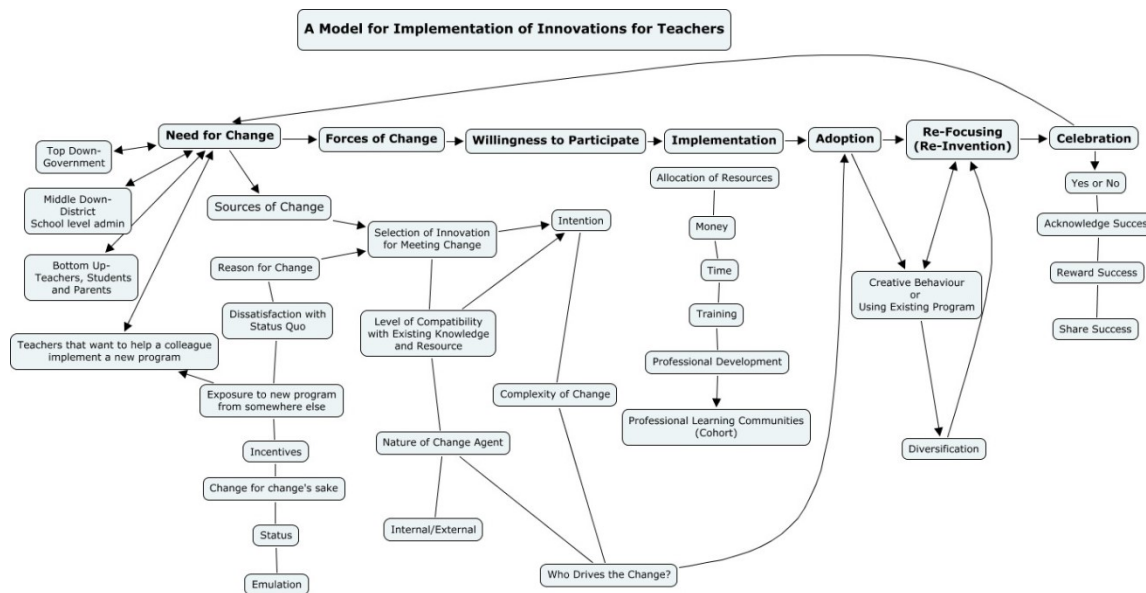 A Model for Implementation of Innovations for Teachers
Need for Change
Forces of Change
Willingness to Participate
Implementation
Adoption
Re-Focusing
(Re-Invention)
Celebration
Top Down-
Government
Middle Down-
District
School level admin
Bottom Up-
Teachers, Students
and Parents
Teachers that want to help a colleague
implement a new program
Sources of Change
Reason for Change
Dissatisfaction with
Status Quo
Exposure to new program
from somewhere else
Incentives
Change for change's sake
Status
Emulation
Selection of Innovation
for Meeting Change
Level of Compatibility
with Existing Knowledge
and Resource
Nature of Change Agent
Internal/External
Intention
Complexity of Change
Who Drives the Change?
Allocation of Resources
Money
Time
Training
Professional Development
Professional Learning Communities
(Cohort)
Creative Behaviour
or
Using Existing Program
Diversification
Yes or No
Acknowledge Succes
Reward Success
Share Success